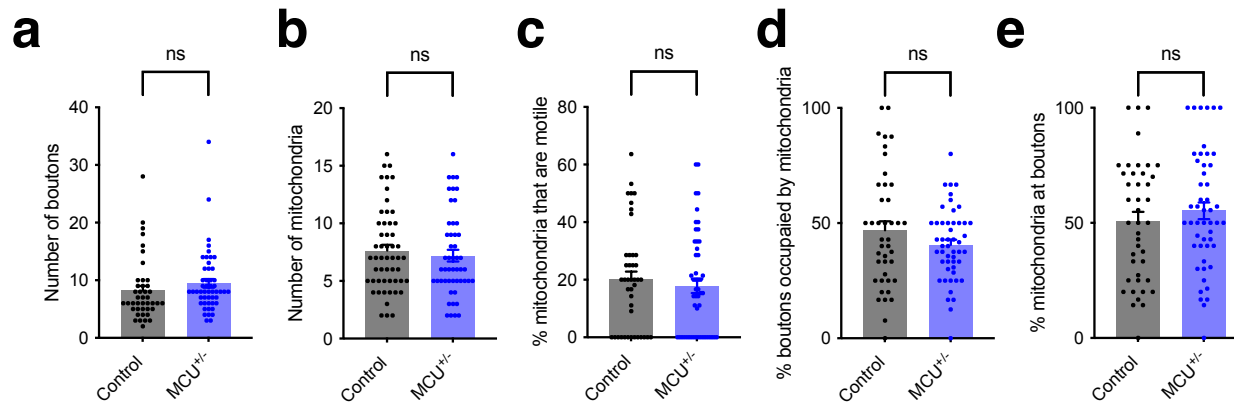 a
ns
Number of boutons
40
30
20
10
0
Control
MCU+/-
b
ns
Number of mitochondria
20
15
10
5
0
Control
MCU+/-
c
ns
% mitochondria that are motile
80
60
40
20
0
Control
MCU+/-
d
ns
% boutons occupaied by mitochondria
100
50
0
Control
MCU+/-
e
ns
% mitochondria at boutons
100
50
0
Control
MCU+/-